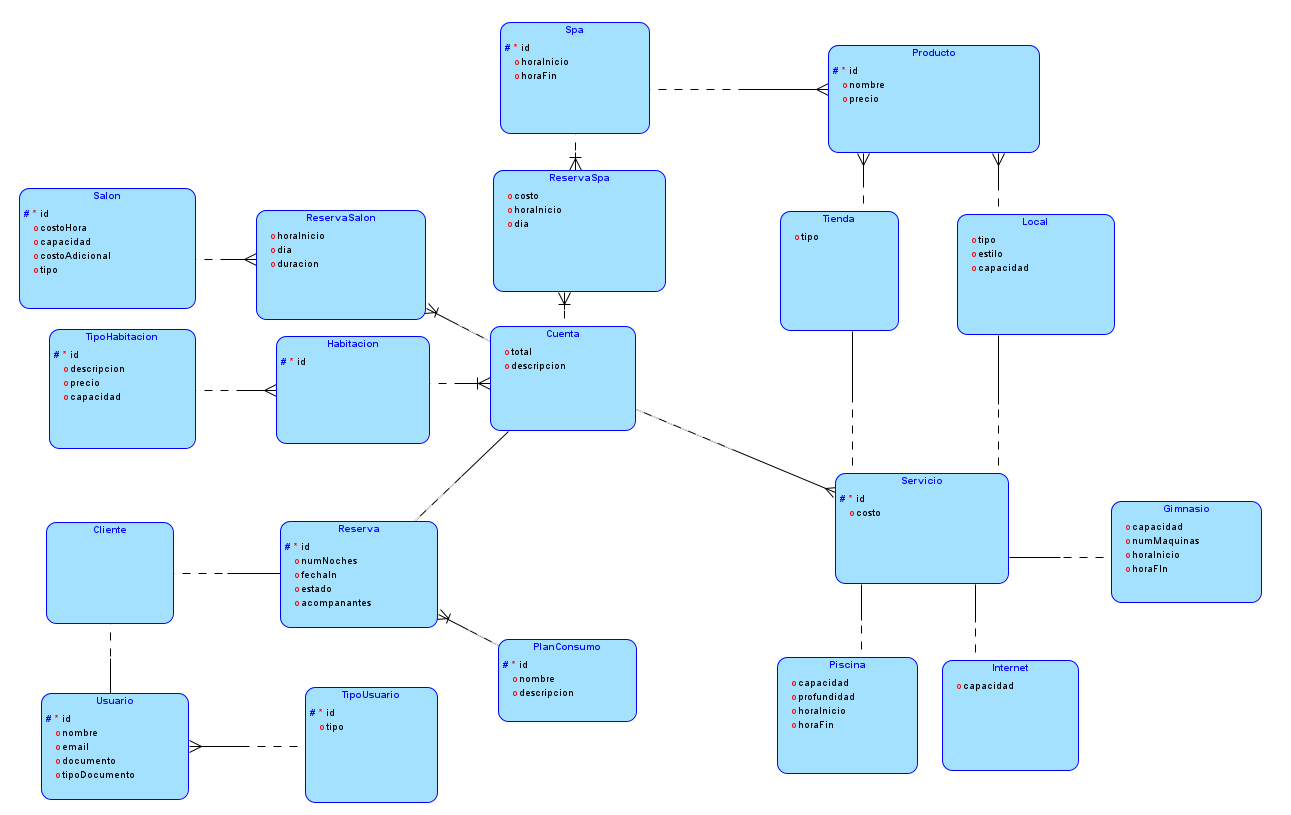 Spa
# * id
o horaInicio
o horaFin
Producto
# * id
o nombre
o precio
Salon
# * id
o costoHora
o capacidad
o costoAdicional
o tipo
ReservaSalon
o horaInicio
o dia
o duracion
ReservaSpa
o costo
o horaInicio
o dia
Tienda
o tipo
Local
o tipo
o estilo
o capacidad
TipoHabitacion
# * id
o descripcion
o precio
o capacidad
Habitacion
# * id
Cuenta
o total
o descripcion
Cliente
Reserva
# * id
o numNoches
o fechaIn
o estado
o acompanantes
Servicio
# * id
o costo
Gimnasio
o capacidad
o numMaquinas
o horaInicio
o horaFIn
PlanConsumo
# * id
o nombre
o descripcion
Usuario
# * id
o nombre
o email
o documento
o tipoDocumento
TipoUsuario
# * id
o tipo
Piscina
o capacidad
o profundidad
o horaInicio
o horaFin
Internet
o capacidad